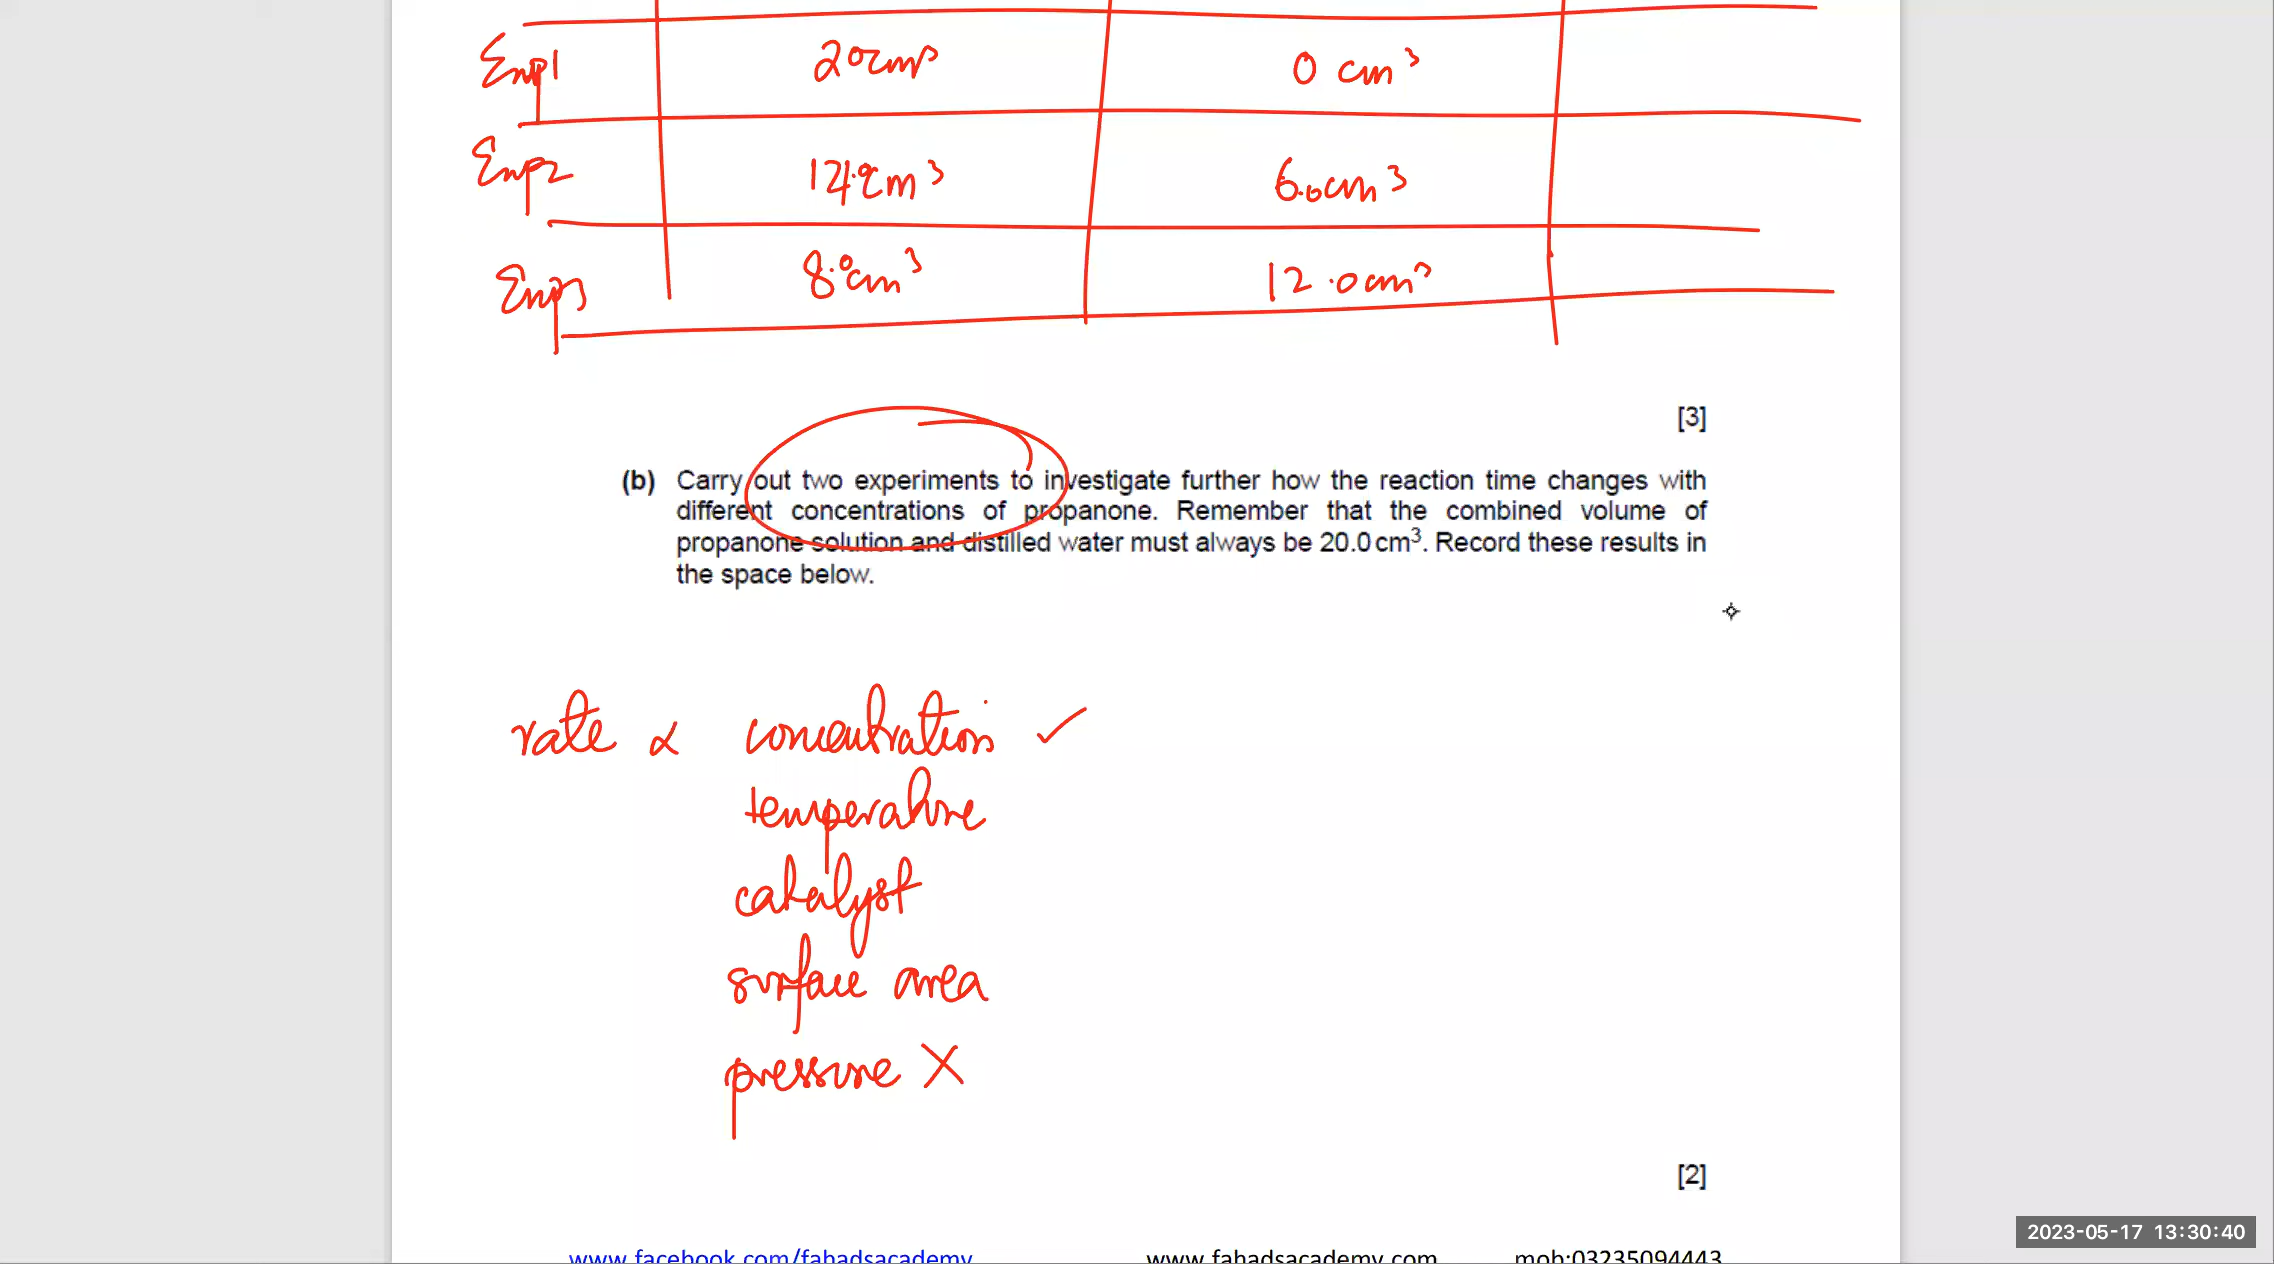 Exp1 20cm³ 0 cm³
Exp2 14.0cm³ 6.0cm³
Exp3 8.0cm³ 12.0cm³
[3]
(b) Carry out two experiments to investigate further how the reaction time changes with
different concentrations of propanone. Remember that the combined volume of
propanone solution and distilled water must always be 20.0 cm³. Record these results in
the space below.
rate ∝ concentration ✓
temperature
catalyst
surface area
pressure X
[2]
www.facebook.com/fahadsacademy www.fahadsacademy.com mob:03235094443
2023-05-17 13:30:40